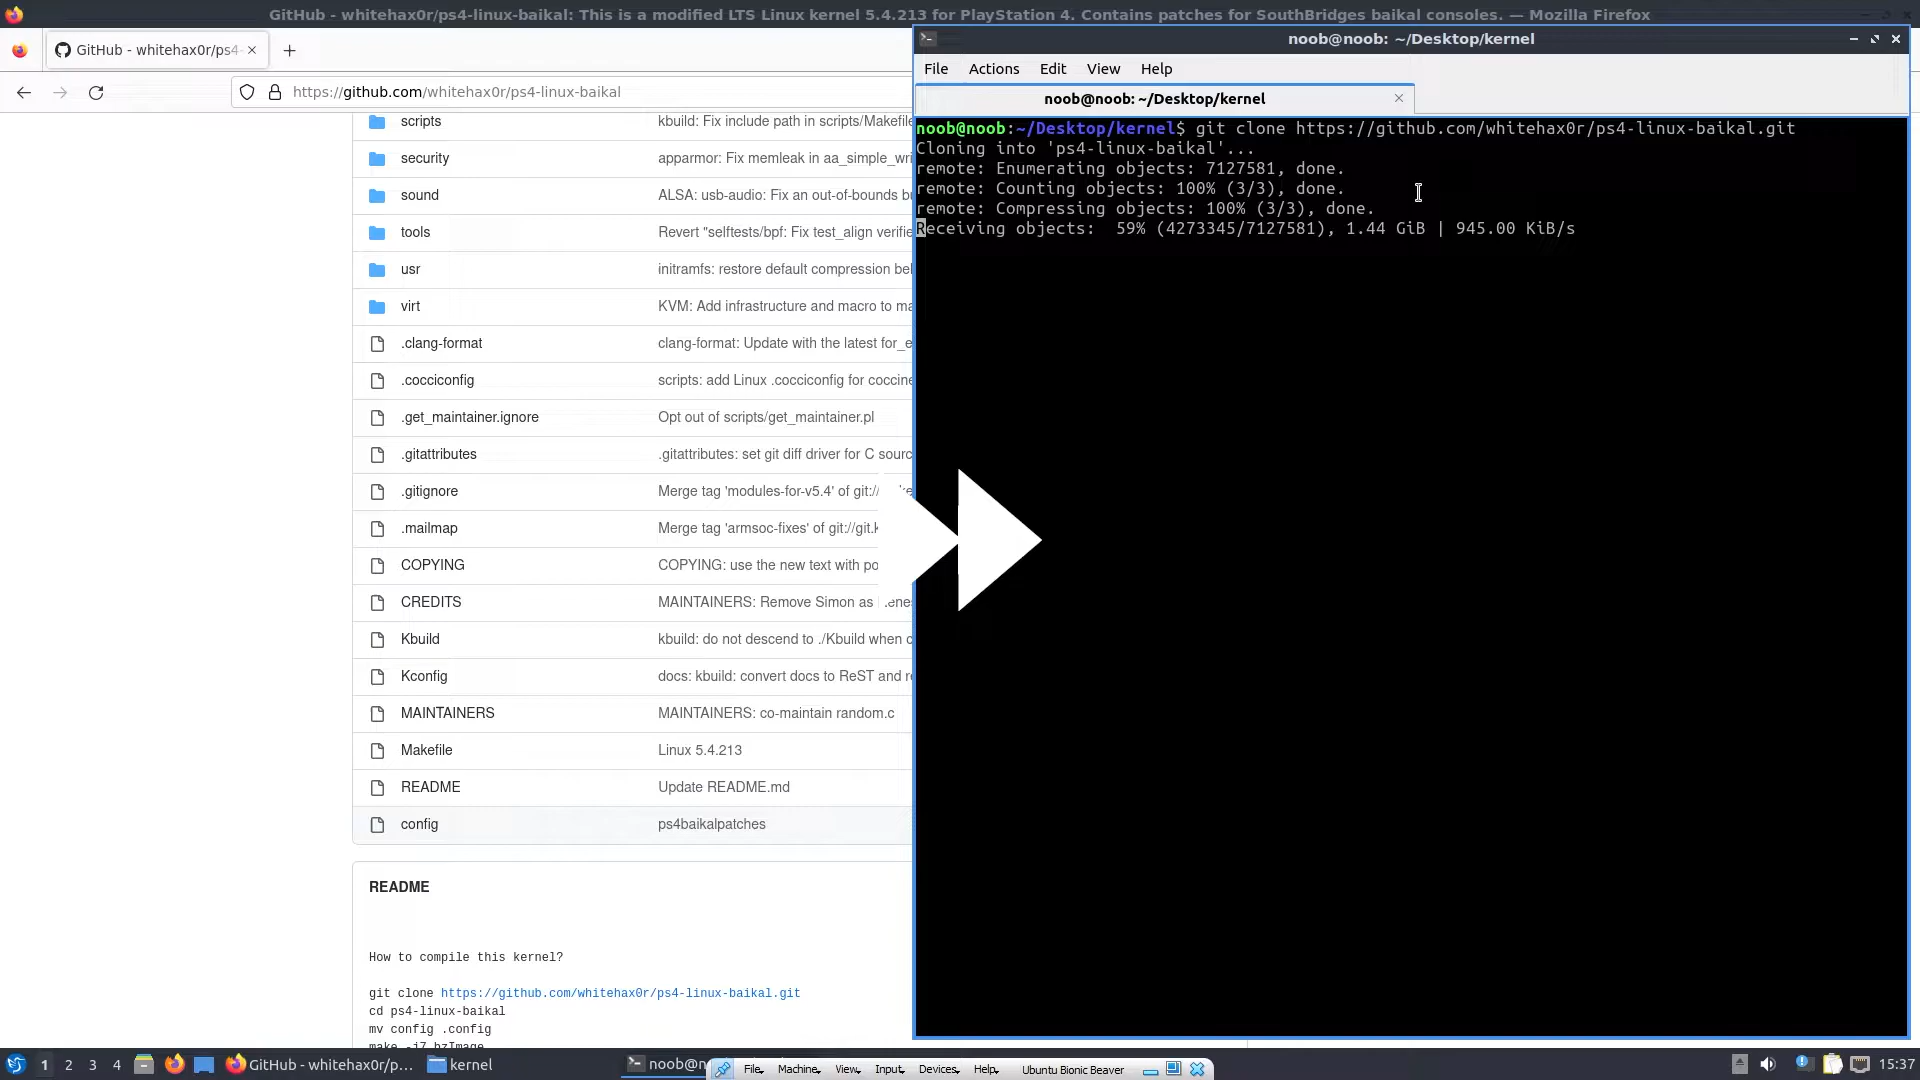 GitHub - whitehax0r/ps4-linux-baikal: This is a modified LTS Linux kernel 5.4.213 for PlayStation 4. Contains patches for SouthBridges baikal consoles. — Mozilla Firefox
GitHub - whitehax0r/ps4-
https://github.com/whitehax0r/ps4-linux-baikal
scripts kbuild: Fix include path in scripts/Makefile
security apparmor: Fix memleak in aa_simple_wri
sound ALSA: usb-audio: Fix an out-of-bounds bu
tools Revert "selftests/bpf: Fix test_align verifie
usr initramfs: restore default compression beh
virt KVM: Add infrastructure and macro to ma
.clang-format clang-format: Update with the latest for_e
.cocciconfig scripts: add Linux .cocciconfig for coccine
.get_maintainer.ignore Opt out of scripts/get_maintainer.pl
.gitattributes .gitattributes: set git diff driver for C sourc
.gitignore Merge tag 'modules-for-v5.4' of git://
.mailmap Merge tag 'armsoc-fixes' of git://git.k
COPYING COPYING: use the new text with po
CREDITS MAINTAINERS: Remove Simon as
Kbuild kbuild: do not descend to ./Kbuild when c
Kconfig docs: kbuild: convert docs to ReST and re
MAINTAINERS MAINTAINERS: co-maintain random.c
Makefile Linux 5.4.213
README Update README.md
config ps4baikalpatches
README
How to compile this kernel?
git clone https://github.com/whitehax0r/ps4-linux-baikal.git
cd ps4-linux-baikal
mv config .config
make -j7 bzImage
noob@noob: ~/Desktop/kernel
File Actions Edit View Help
noob@noob: ~/Desktop/kernel
noob@noob:~/Desktop/kernel$ git clone https://github.com/whitehax0r/ps4-linux-baikal.git
Cloning into 'ps4-linux-baikal'...
remote: Enumerating objects: 7127581, done.
remote: Counting objects: 100% (3/3), done.
remote: Compressing objects: 100% (3/3), done.
Receiving objects:  59% (4273345/7127581), 1.44 GiB | 945.00 KiB/s
1 2 3 4 GitHub - whitehax0r/p... kernel noob@n
File Machine View Input Devices Help Ubuntu Bionic Beaver
15:37